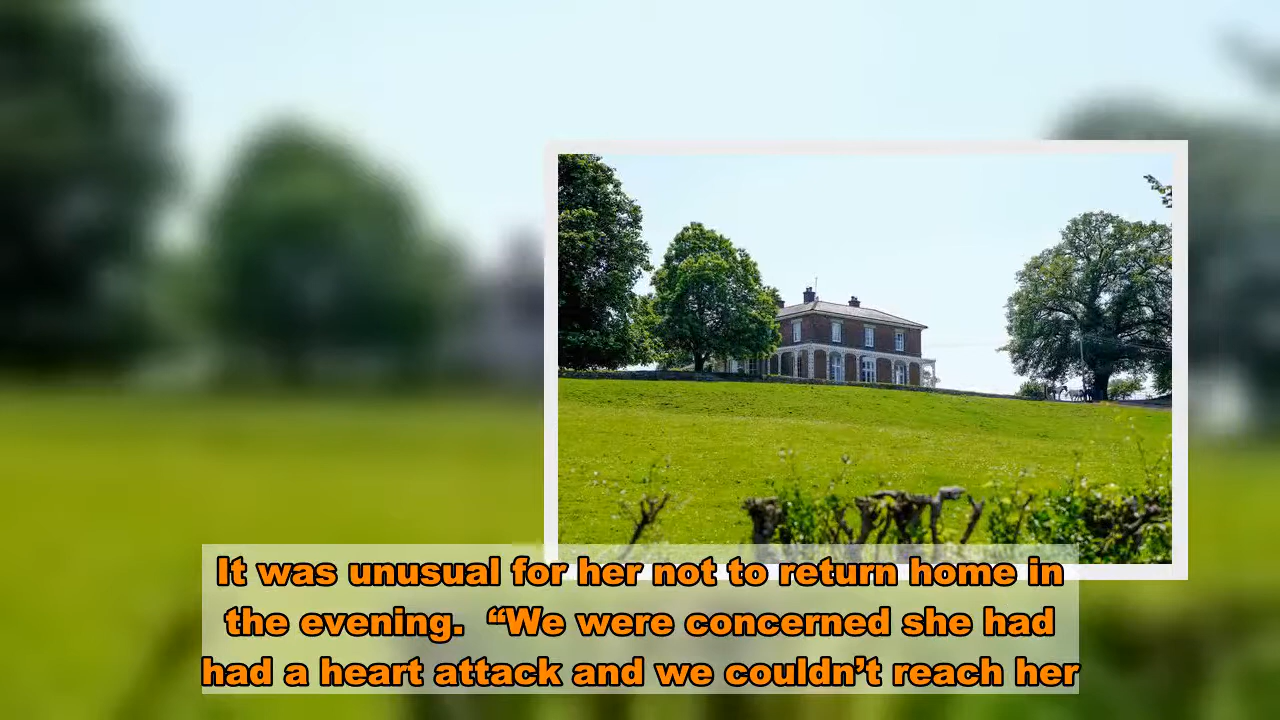 It was unusual for her not to return home in
the evening.  “We were concerned she had
had a heart attack and we couldn’t reach her